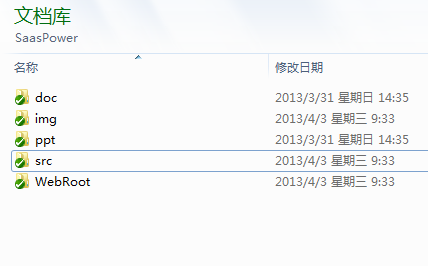 文档库
SaasPower
名称 修改日期
doc 2013/3/31 星期日 14:35
img 2013/4/3 星期三 9:33
ppt 2013/3/31 星期日 14:35
src 2013/4/3 星期三 9:33
WebRoot 2013/4/3 星期三 9:33